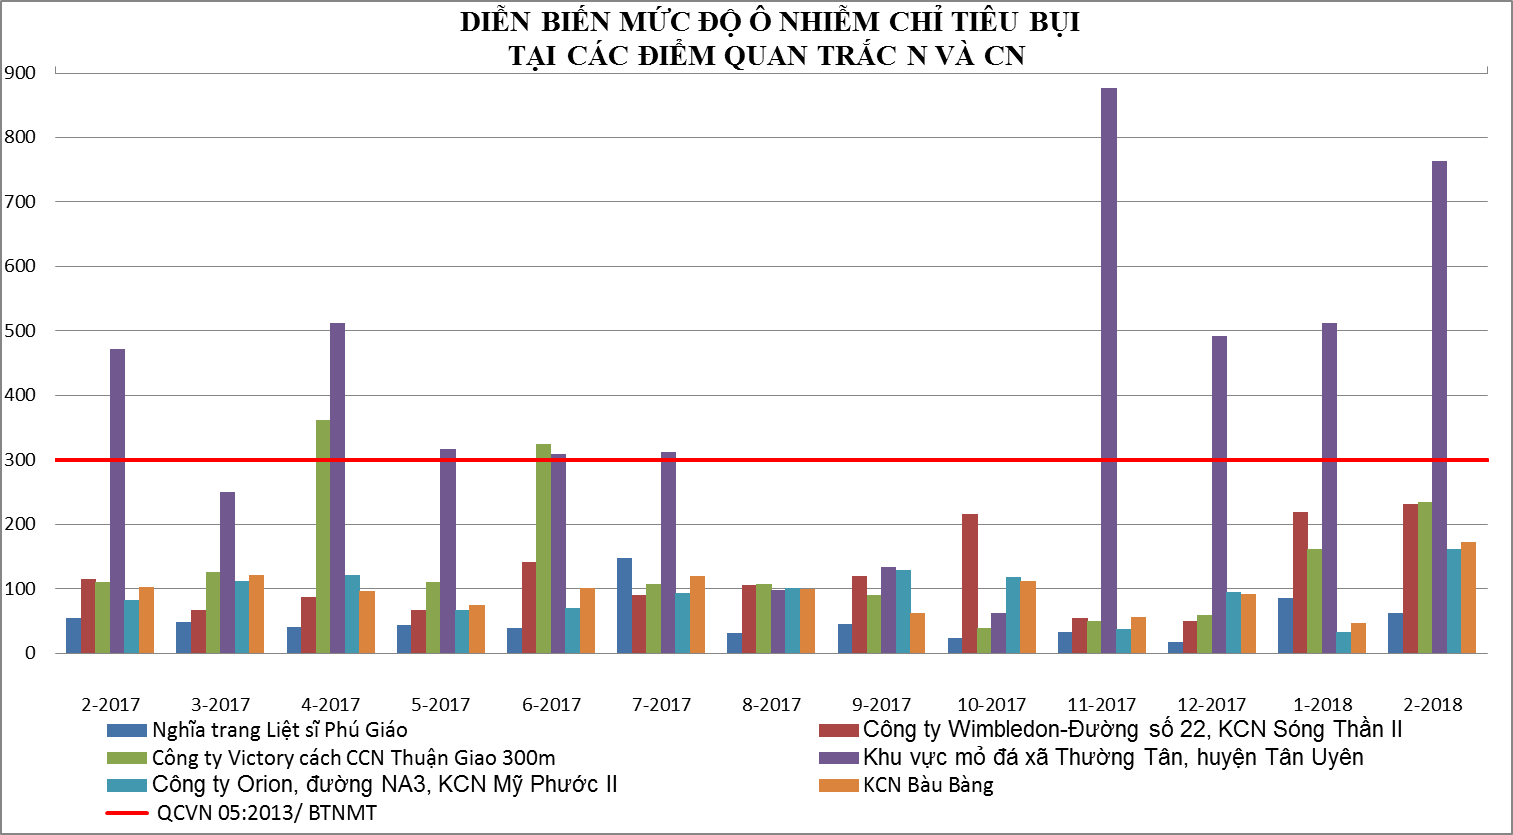 DIỄN BIẾN MỨC ĐỘ Ô NHIỄM CHỈ TIÊU BỤI
TẠI CÁC ĐIỂM QUAN TRẮC N VÀ CN
900
800
700
600
500
400
300
200
100
0
2-2017 3-2017 4-2017 5-2017 6-2017 7-2017 8-2017 9-2017 10-2017 11-2017 12-2017 1-2018 2-2018
Nghĩa trang Liệt sĩ Phú Giáo
Công ty Wimbledon-Đường số 22, KCN Sóng Thần II
Công ty Victory cách CCN Thuận Giao 300m
Khu vực mỏ đá xã Thường Tân, huyện Tân Uyên
Công ty Orion, đường NA3, KCN Mỹ Phước II
KCN Bàu Bàng
QCVN 05:2013/ BTNMT